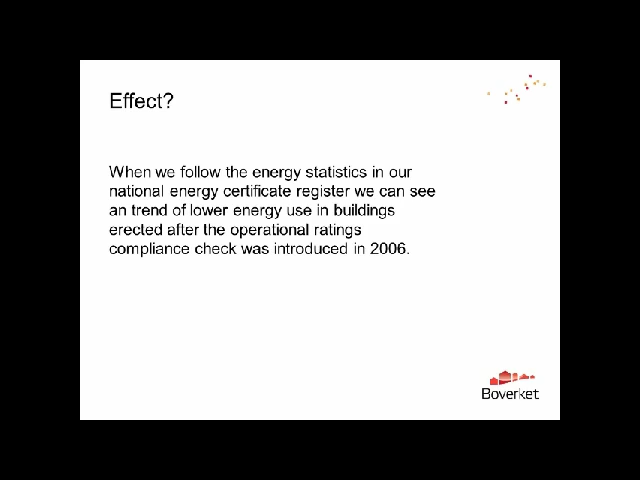 Effect?
When we follow the energy statistics in our
national energy certificate register we can see
an trend of lower energy use in buildings
erected after the operational ratings
compliance check was introduced in 2006.
Boverket